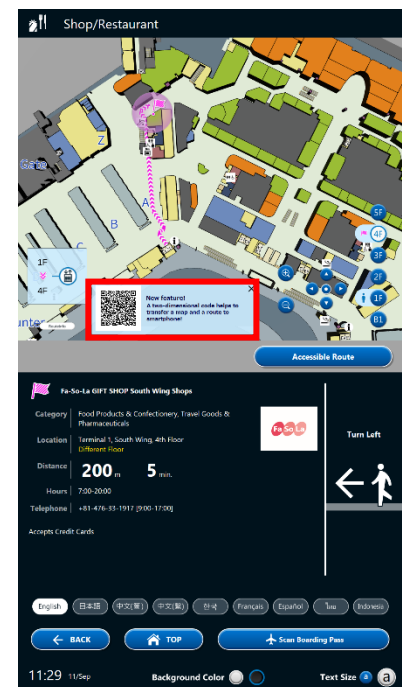 Shop/Restaurant
Z
A
B
C
1F
4F
5F
4F
3F
2F
1F
B1
New feature!
A two-dimensional code helps to
transfer a map and a route to
smartphone!
Accessible Route
Fa-So-La GIFT SHOP South Wing Shops
Category
Food Products & Confectionery, Travel Goods &
Pharmaceuticals
Location
Terminal 1, South Wing, 4th Floor
Different Floor
Distance
200 m 5 min.
Hours
7:00-20:00
Telephone
+81-476-33-1917 [9:00-17:00]
Accepts Credit Cards
Fa So La
Turn Left
English
日本語
中文(简)
中文(繁)
한국
Français
Español
ไทย
Indonesia
BACK
TOP
Scan Boarding Pass
11:29 11/Sep
Background Color
Text Size a a